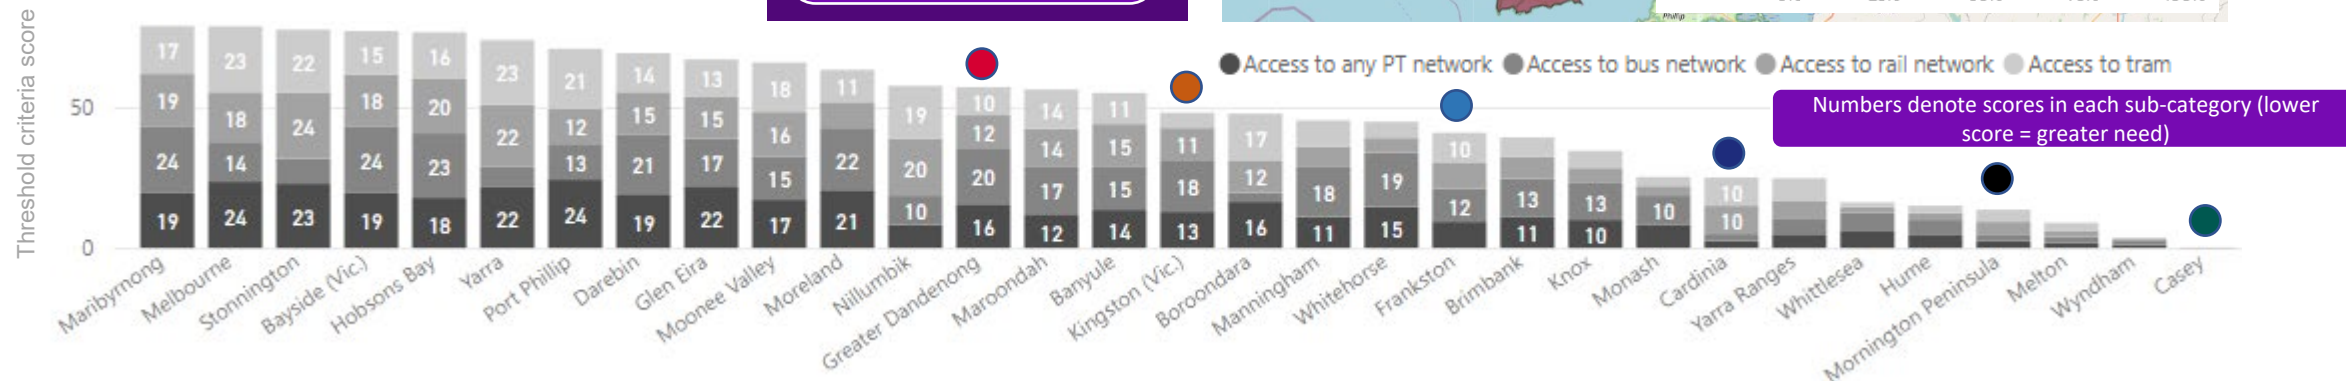 Phillip
Access to any PT network
Access to bus network
Access to rail network
Access to tram
Numbers denote scores in each sub-category (lower
score = greater need)
Threshold criteria score
50
0
17
19
24
19
23
18
14
24
22
24
23
15
18
24
19
16
20
23
18
23
22
22
21
12
13
24
14
15
21
19
13
15
17
22
18
16
15
17
11
22
21
19
20
10
10
12
20
16
14
14
17
12
11
15
15
14
11
18
13
17
12
16
18
11
19
15
10
12
13
11
13
10
10
10
10
Maribyrnong
Melbourne
Stonnington
Bayside (Vic.)
Hobsons Bay
Yarra
Port Phillip
Darebin
Glen Eira
Moonee Valley
Moreland
Nillumbik
Greater Dandenong
Maroondah
Banyule
Kingston (Vic.)
Boroondara
Manningham
Whitehorse
Frankston
Brimbank
Knox
Monash
Cardinia
Yarra Ranges
Whittlesea
Hume
Mornington Peninsula
Melton
Wyndham
Casey